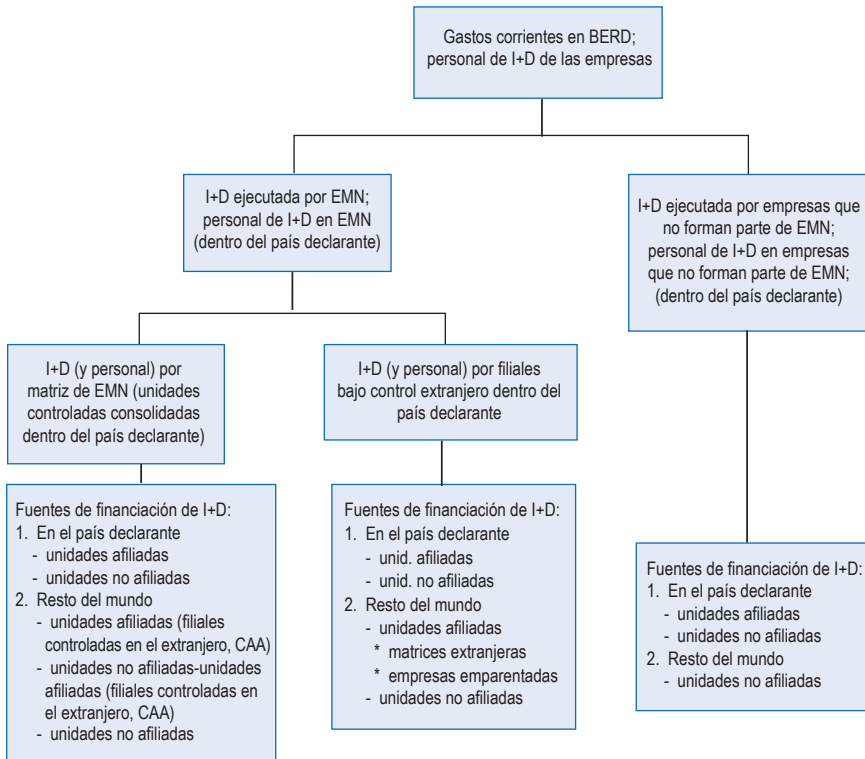 Gastos corrientes en BERD;
personal de I+D de las empresas
I+D ejecutada por EMN;
personal de I+D en EMN
(dentro del país declarante)
I+D ejecutada por empresas que
no forman parte de EMN;
personal de I+D en empresas
que no forman parte de EMN;
(dentro del país declarante)
I+D (y personal) por
matriz de EMN (unidades
controladas consolidadas
dentro del país declarante)
I+D (y personal) por filiales
bajo control extranjero dentro del
país declarante
Fuentes de financiación de I+D:
1. En el país declarante
- unidades afiliadas
- unidades no afiliadas
2. Resto del mundo
- unidades afiliadas (filiales
controladas en el extranjero, CAA)
- unidades no afiliadas-unidades
afiliadas (filiales controladas en
el extranjero, CAA)
- unidades no afiliadas
Fuentes de financiación de I+D:
1. En el país declarante
- unid. afiliadas
- unid. no afiliadas
2. Resto del mundo
- unidades afiliadas
* matrices extranjeras
* empresas emparentadas
- unidades no afiliadas
Fuentes de financiación de I+D:
1. En el país declarante
- unidades afiliadas
- unidades no afiliadas
2. Resto del mundo
- unidades no afiliadas